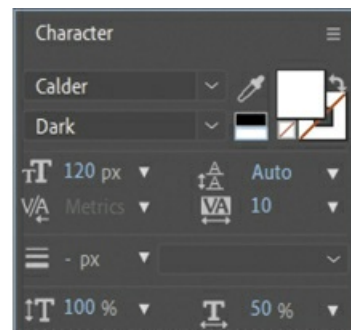 Character
Calder
Dark
120 px Auto
Metrics 10
- px
100 % 50 %